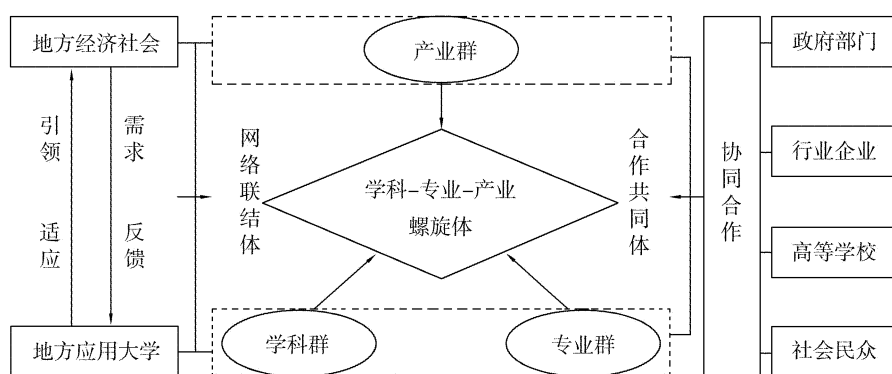 地方经济社会
产业群
政府部门
引领
需求
网络联结体
学科-专业-产业
螺旋体
合作共同体
协同合作
行业企业
适应
反馈
高等学校
地方应用大学
学科群
专业群
社会民众